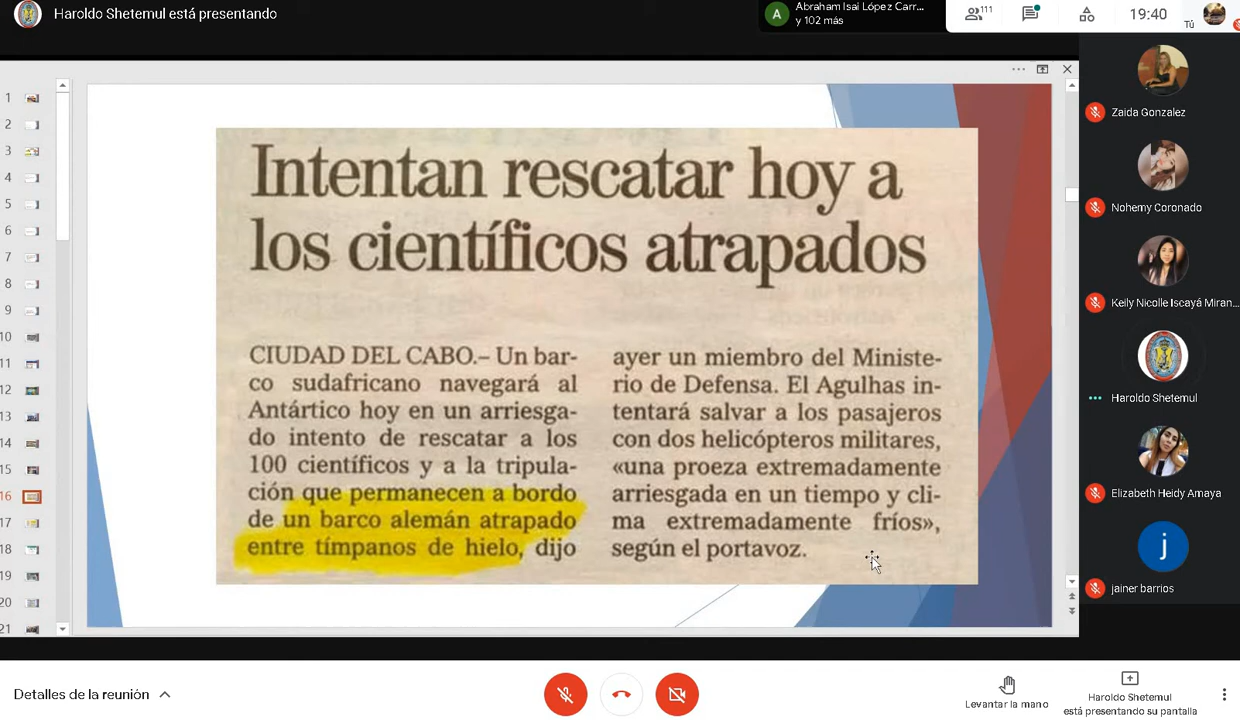 Haroldo Shetemul está presentando
A
Abraham Isai López Carr...
y 102 más
111
19:40
Tú
1
2
3
4
5
6
7
8
9
10
11
12
13
14
15
16
17
18
19
20
21
Intentan rescatar hoy a
los científicos atrapados
CIUDAD DEL CABO.– Un bar-
co sudafricano navegará al
Antártico hoy en un arriesga-
do intento de rescatar a los
100 científicos y a la tripula-
ción que permanecen a bordo
de un barco alemán atrapado
entre tímpanos de hielo, dijo
ayer un miembro del Ministe-
rio de Defensa. El Agulhas in-
tentará salvar a los pasajeros
con dos helicópteros militares,
«una proeza extremadamente
arriesgada en un tiempo y cli-
ma extremadamente fríos»,
según el portavoz.
Zaida Gonzalez
Nohemy Coronado
Keily Nicolle Iscayá Miran...
Haroldo Shetemul
Elizabeth Heidy Amaya
j
jainer barrios
Detalles de la reunión
Levantar la mano
Haroldo Shetemul
está presentando su pantalla